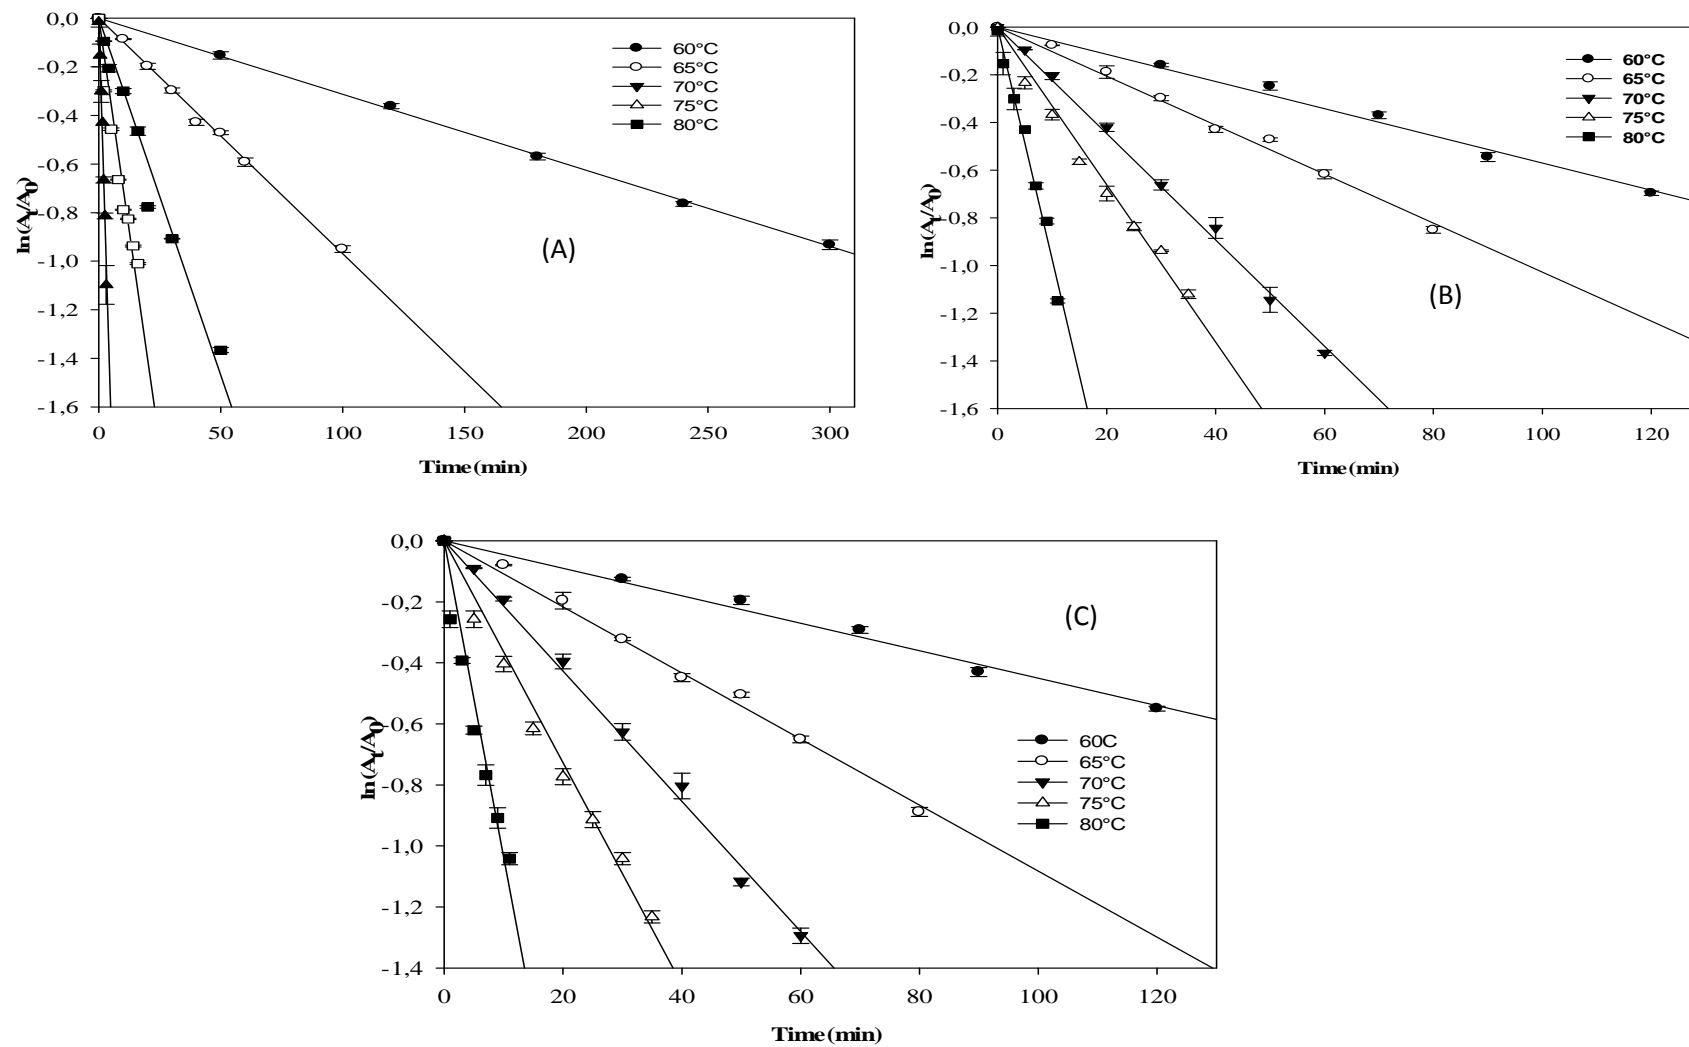 0,0
-0,2
-0,4
-0,6
-0,8
-1,0
-1,2
-1,4
-1,6
ln(At/A0)
60°C
65°C
70°C
75°C
80°C
(A)
0 50 100 150 200 250 300
Time (min)
0,0
-0,2
-0,4
-0,6
-0,8
-1,0
-1,2
-1,4
-1,6
ln(At/A0)
60°C
65°C
70°C
75°C
80°C
(B)
0 20 40 60 80 100 120
Time (min)
0,0
-0,2
-0,4
-0,6
-0,8
-1,0
-1,2
-1,4
ln(At/A0)
(C)
60C
65°C
70°C
75°C
80°C
0 20 40 60 80 100 120
Time (min)